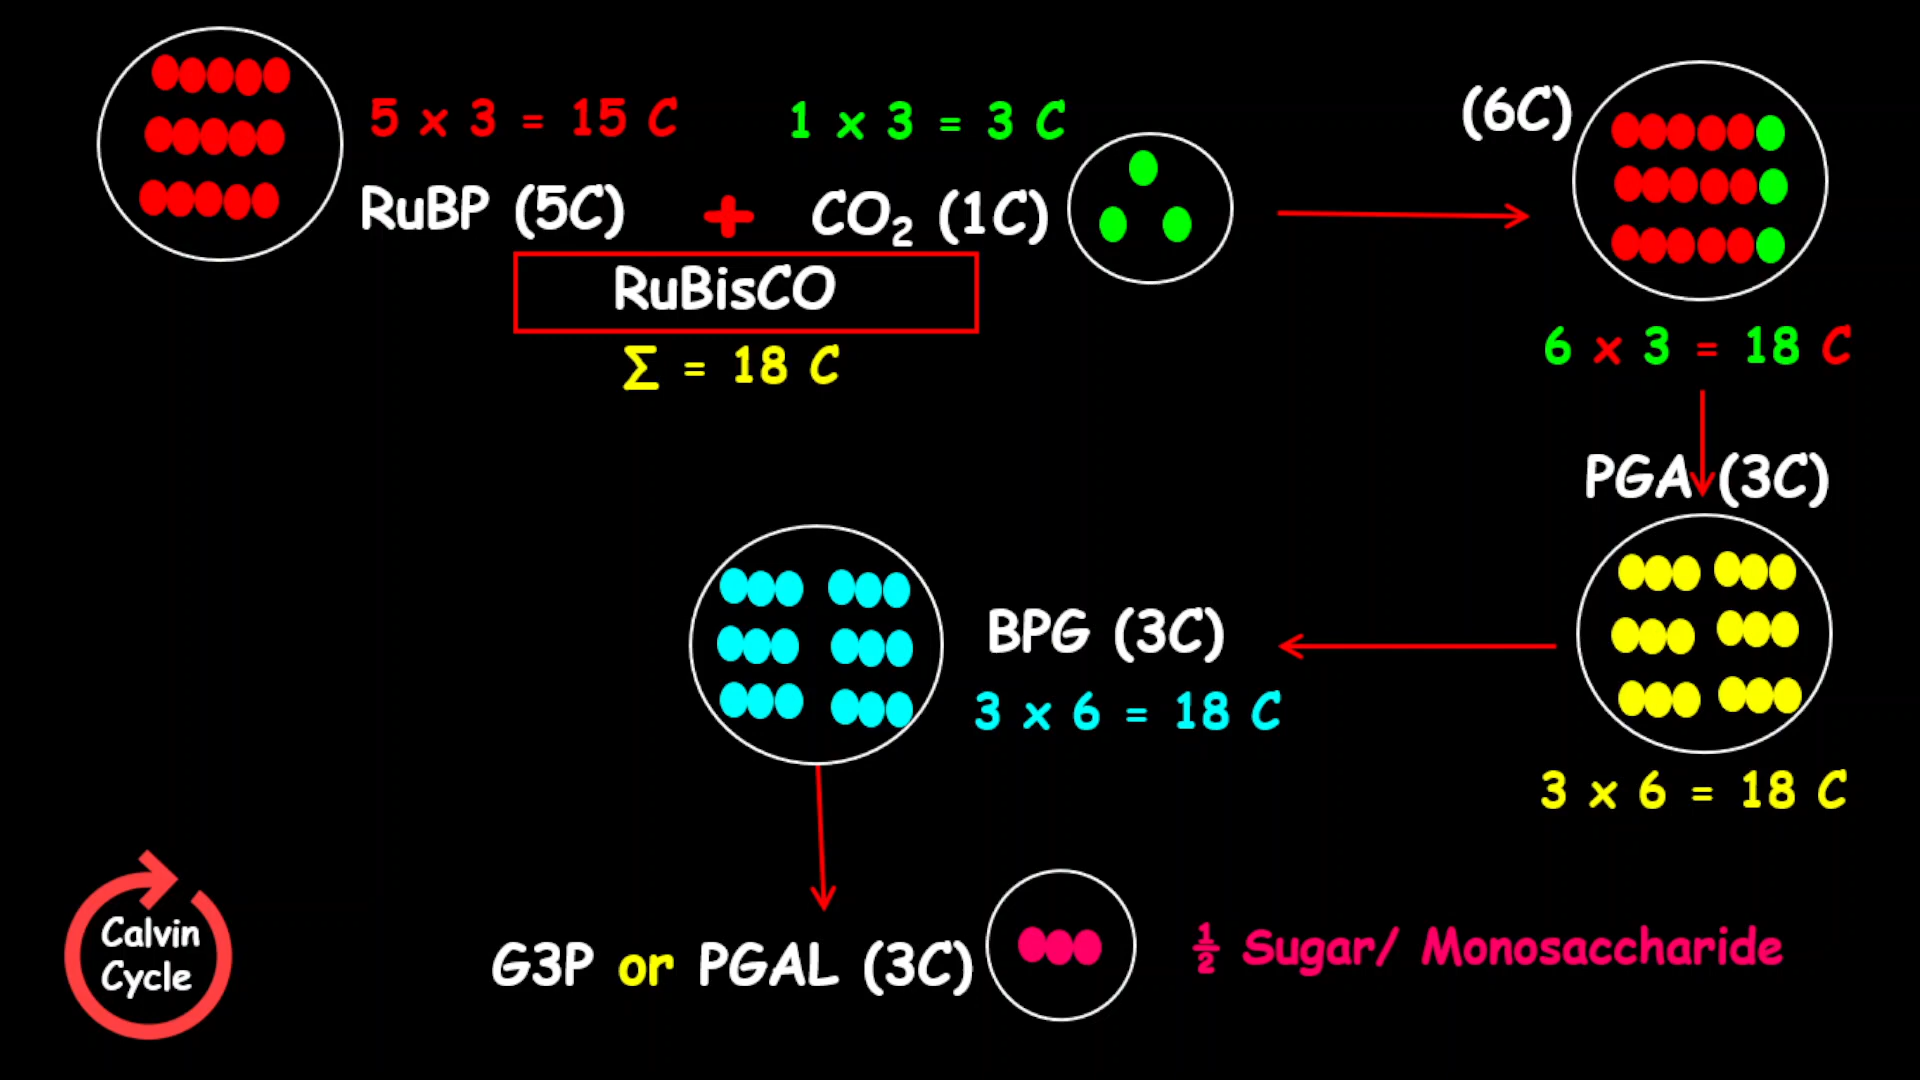 5 x 3 = 15 C
1 x 3 = 3 C
(6C)
RuBP (5C) + CO₂ (1C)
RuBisCO
Σ = 18 C
6 x 3 = 18 C
PGA (3C)
BPG (3C)
3 x 6 = 18 C
3 x 6 = 18 C
Calvin
Cycle
G3P or PGAL (3C)
½ Sugar/ Monosaccharide